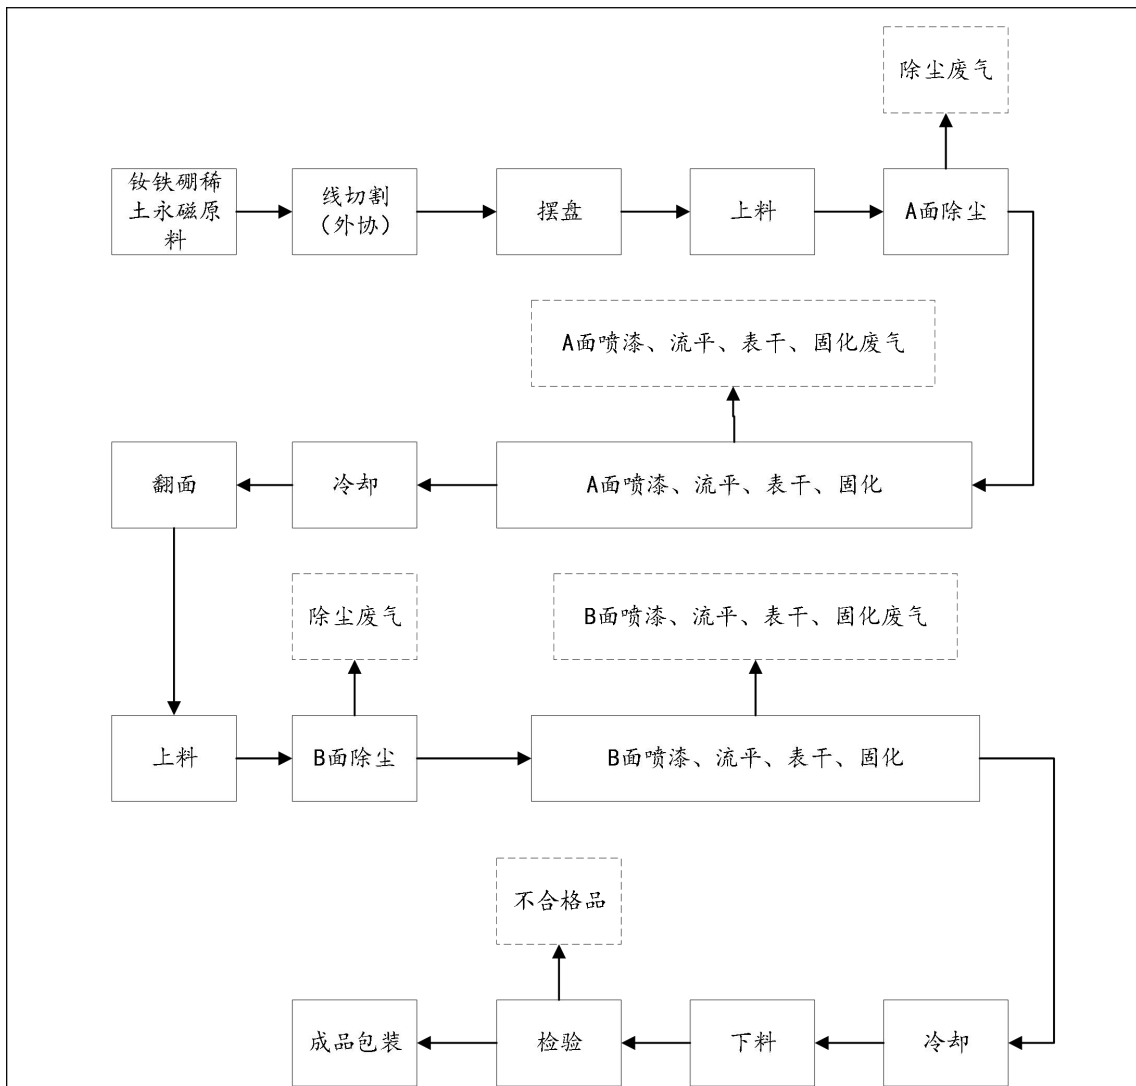 除尘废气
钕铁硼稀
土永磁原
料
线切割
（外协）
摆盘
上料
A面除尘
A面喷漆、流平、表干、固化废气
翻面
冷却
A面喷漆、流平、表干、固化
除尘废气
B面喷漆、流平、表干、固化废气
上料
B面除尘
B面喷漆、流平、表干、固化
不合格品
成品包装
检验
下料
冷却